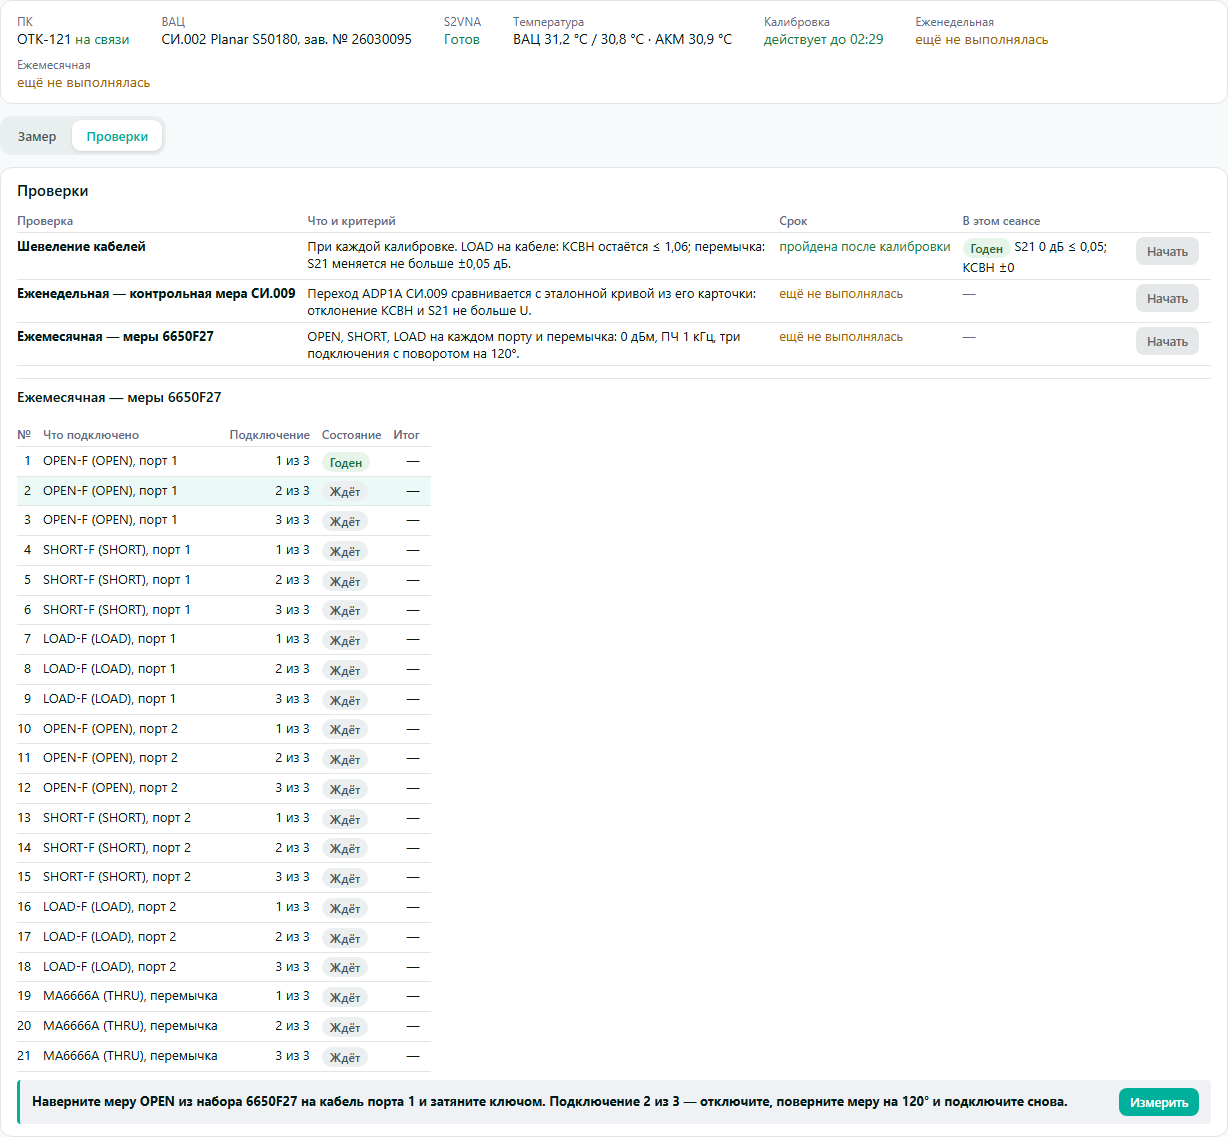 ПК
ОТК-121 на связи
ВАЦ
СИ.002 Planar S50180, зав. № 26030095
S2VNA
Готов
Температура
ВАЦ 31,2 °C / 30,8 °C · АКМ 30,9 °C
Калибровка
действует до 02:29
Еженедельная
ещё не выполнялась
Ежемесячная
ещё не выполнялась
Замер
Проверки
Проверки
Проверка Что и критерий Срок В этом сеансе
Шевеление кабелей
При каждой калибровке. LOAD на кабеле: КСВН остаётся ≤ 1,06; перемычка:
S21 меняется не больше ±0,05 дБ.
пройдена после калибровки
Годен S21 0 дБ ≤ 0,05;
КСВН ±0
Начать
Еженедельная — контрольная мера СИ.009
Переход ADP1A СИ.009 сравнивается с эталонной кривой из его карточки:
отклонение КСВН и S21 не больше U.
ещё не выполнялась
—
Начать
Ежемесячная — меры 6650F27
OPEN, SHORT, LOAD на каждом порту и перемычка: 0 дБм, ПЧ 1 кГц, три
подключения с поворотом на 120°.
ещё не выполнялась
—
Начать
Ежемесячная — меры 6650F27
№ Что подключено Подключение Состояние Итог
1 OPEN-F (OPEN), порт 1 1 из 3 Годен —
2 OPEN-F (OPEN), порт 1 2 из 3 Ждёт —
3 OPEN-F (OPEN), порт 1 3 из 3 Ждёт —
4 SHORT-F (SHORT), порт 1 1 из 3 Ждёт —
5 SHORT-F (SHORT), порт 1 2 из 3 Ждёт —
6 SHORT-F (SHORT), порт 1 3 из 3 Ждёт —
7 LOAD-F (LOAD), порт 1 1 из 3 Ждёт —
8 LOAD-F (LOAD), порт 1 2 из 3 Ждёт —
9 LOAD-F (LOAD), порт 1 3 из 3 Ждёт —
10 OPEN-F (OPEN), порт 2 1 из 3 Ждёт —
11 OPEN-F (OPEN), порт 2 2 из 3 Ждёт —
12 OPEN-F (OPEN), порт 2 3 из 3 Ждёт —
13 SHORT-F (SHORT), порт 2 1 из 3 Ждёт —
14 SHORT-F (SHORT), порт 2 2 из 3 Ждёт —
15 SHORT-F (SHORT), порт 2 3 из 3 Ждёт —
16 LOAD-F (LOAD), порт 2 1 из 3 Ждёт —
17 LOAD-F (LOAD), порт 2 2 из 3 Ждёт —
18 LOAD-F (LOAD), порт 2 3 из 3 Ждёт —
19 MA6666A (THRU), перемычка 1 из 3 Ждёт —
20 MA6666A (THRU), перемычка 2 из 3 Ждёт —
21 MA6666A (THRU), перемычка 3 из 3 Ждёт —
Наверните меру OPEN из набора 6650F27 на кабель порта 1 и затяните ключом. Подключение 2 из 3 — отключите, поверните меру на 120° и подключите снова.
Измерить